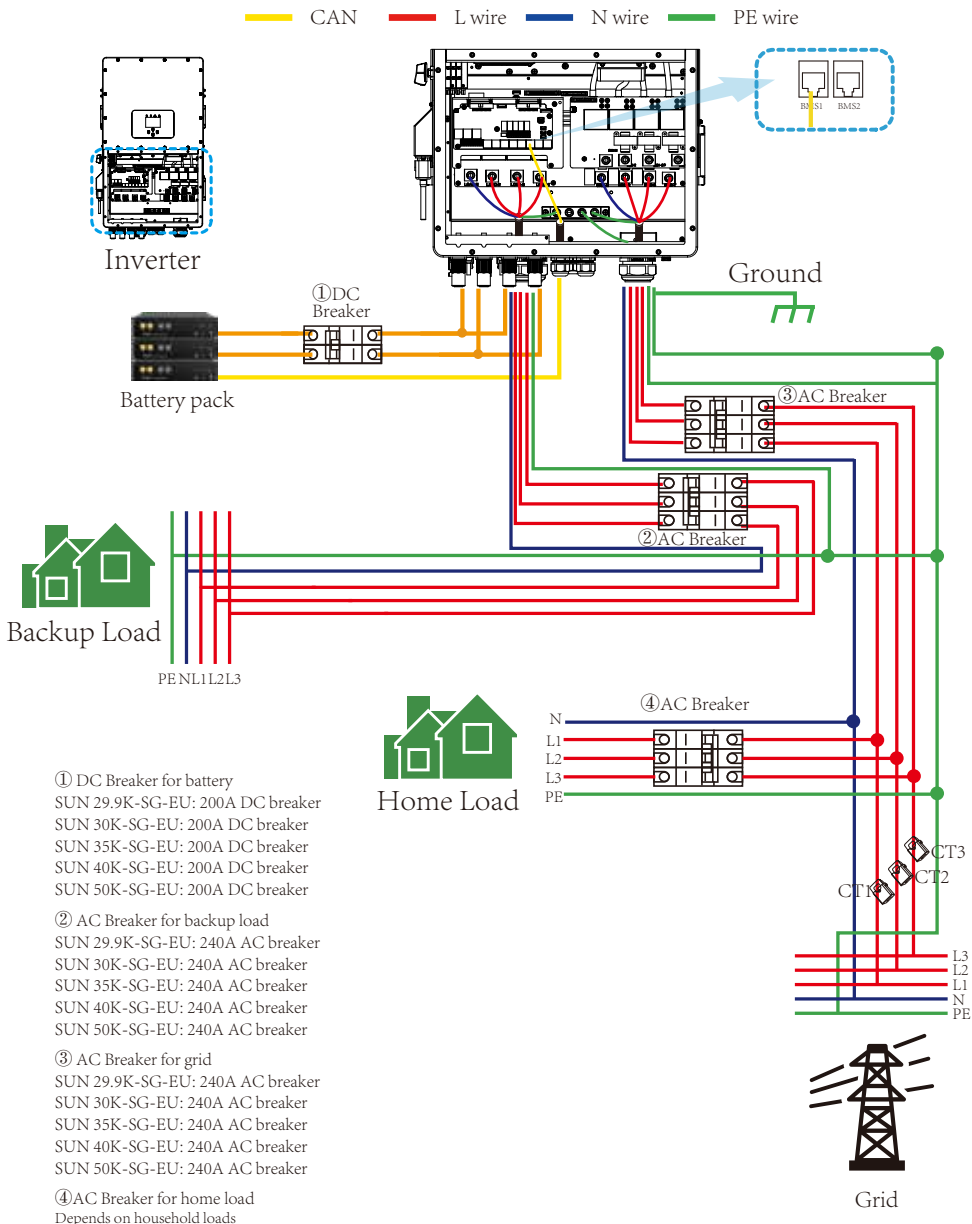 CAN L wire N wire PE wire
BMS1 BMS2
Inverter
Ground
①DC
Breaker
Battery pack
③AC Breaker
②AC Breaker
Backup Load
PE N L1 L2 L3
④AC Breaker
N
L1
L2
L3
PE
Home Load
CT3
CT2
CT1
① DC Breaker for battery
SUN 29.9K-SG-EU: 200A DC breaker
SUN 30K-SG-EU: 200A DC breaker
SUN 35K-SG-EU: 200A DC breaker
SUN 40K-SG-EU: 200A DC breaker
SUN 50K-SG-EU: 200A DC breaker
② AC Breaker for backup load
SUN 29.9K-SG-EU: 240A AC breaker
SUN 30K-SG-EU: 240A AC breaker
SUN 35K-SG-EU: 240A AC breaker
SUN 40K-SG-EU: 240A AC breaker
SUN 50K-SG-EU: 240A AC breaker
③ AC Breaker for grid
SUN 29.9K-SG-EU: 240A AC breaker
SUN 30K-SG-EU: 240A AC breaker
SUN 35K-SG-EU: 240A AC breaker
SUN 40K-SG-EU: 240A AC breaker
SUN 50K-SG-EU: 240A AC breaker
④AC Breaker for home load
Depends on household loads
L3
L2
L1
N
PE
Grid